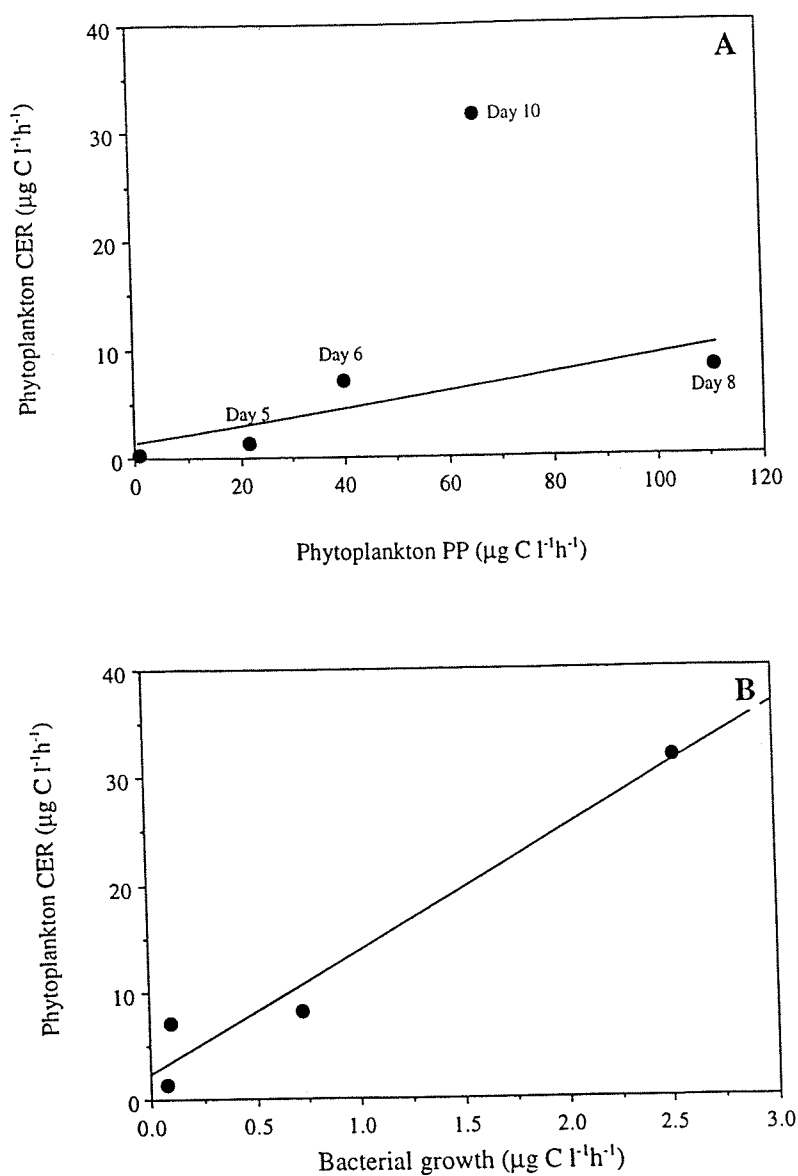 A
40
30
20
10
0
Phytoplankton CER (µg C l⁻¹h⁻¹)
Day 10
Day 6
Day 5
Day 8
0 20 40 60 80 100 120
Phytoplankton PP (µg C l⁻¹h⁻¹)
B
40
30
20
10
0
Phytoplankton CER (µg C l⁻¹h⁻¹)
0.0 0.5 1.0 1.5 2.0 2.5 3.0
Bacterial growth (µg C l⁻¹h⁻¹)